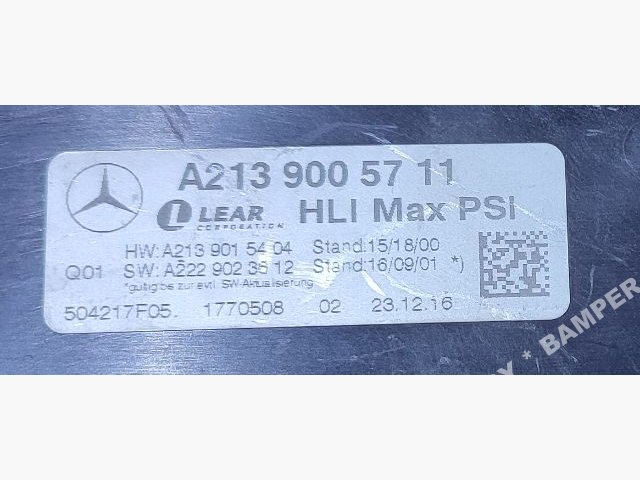 A213 900 57 11
LEAR HLI Max PSI
CORPORATION
HW:A213 901 54 04 Stand:15/18/00
Q01 SW:A222 902 36 12 Stand:16/09/01 *)
*gültig bis zur evtl. SW-Aktualisierung
504217F05. 1770508 02 23.12.16
* BAMPER